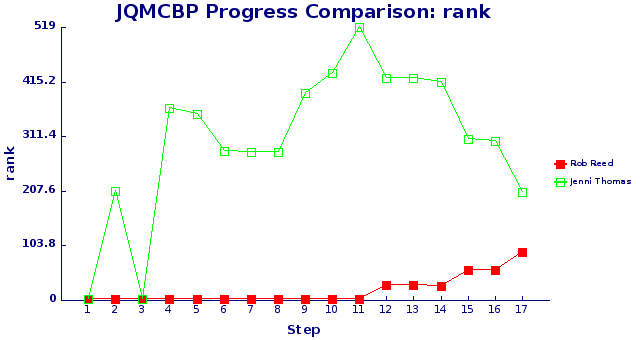 JQMCBP Progress Comparison: rank
519
415.2
311.4
207.6
103.8
0
rank
1 2 3 4 5 6 7 8 9 10 11 12 13 14 15 16 17
Step
Rob Reed
Jenni Thomas